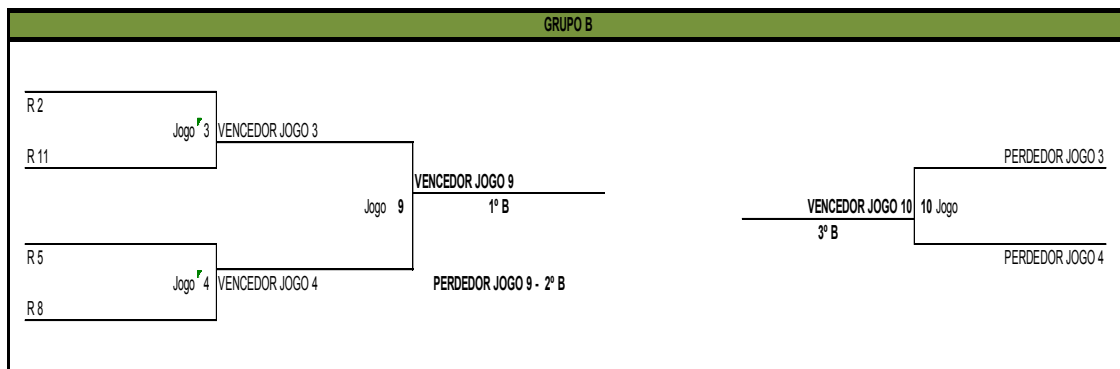 GRUPO B
R 2
Jogo 3 VENCEDOR JOGO 3
R 11
VENCEDOR JOGO 9
Jogo 9 1º B
R 5
Jogo 4 VENCEDOR JOGO 4
PERDEDOR JOGO 9 - 2º B
R 8
PERDEDOR JOGO 3
VENCEDOR JOGO 10 10 Jogo
3º B
PERDEDOR JOGO 4